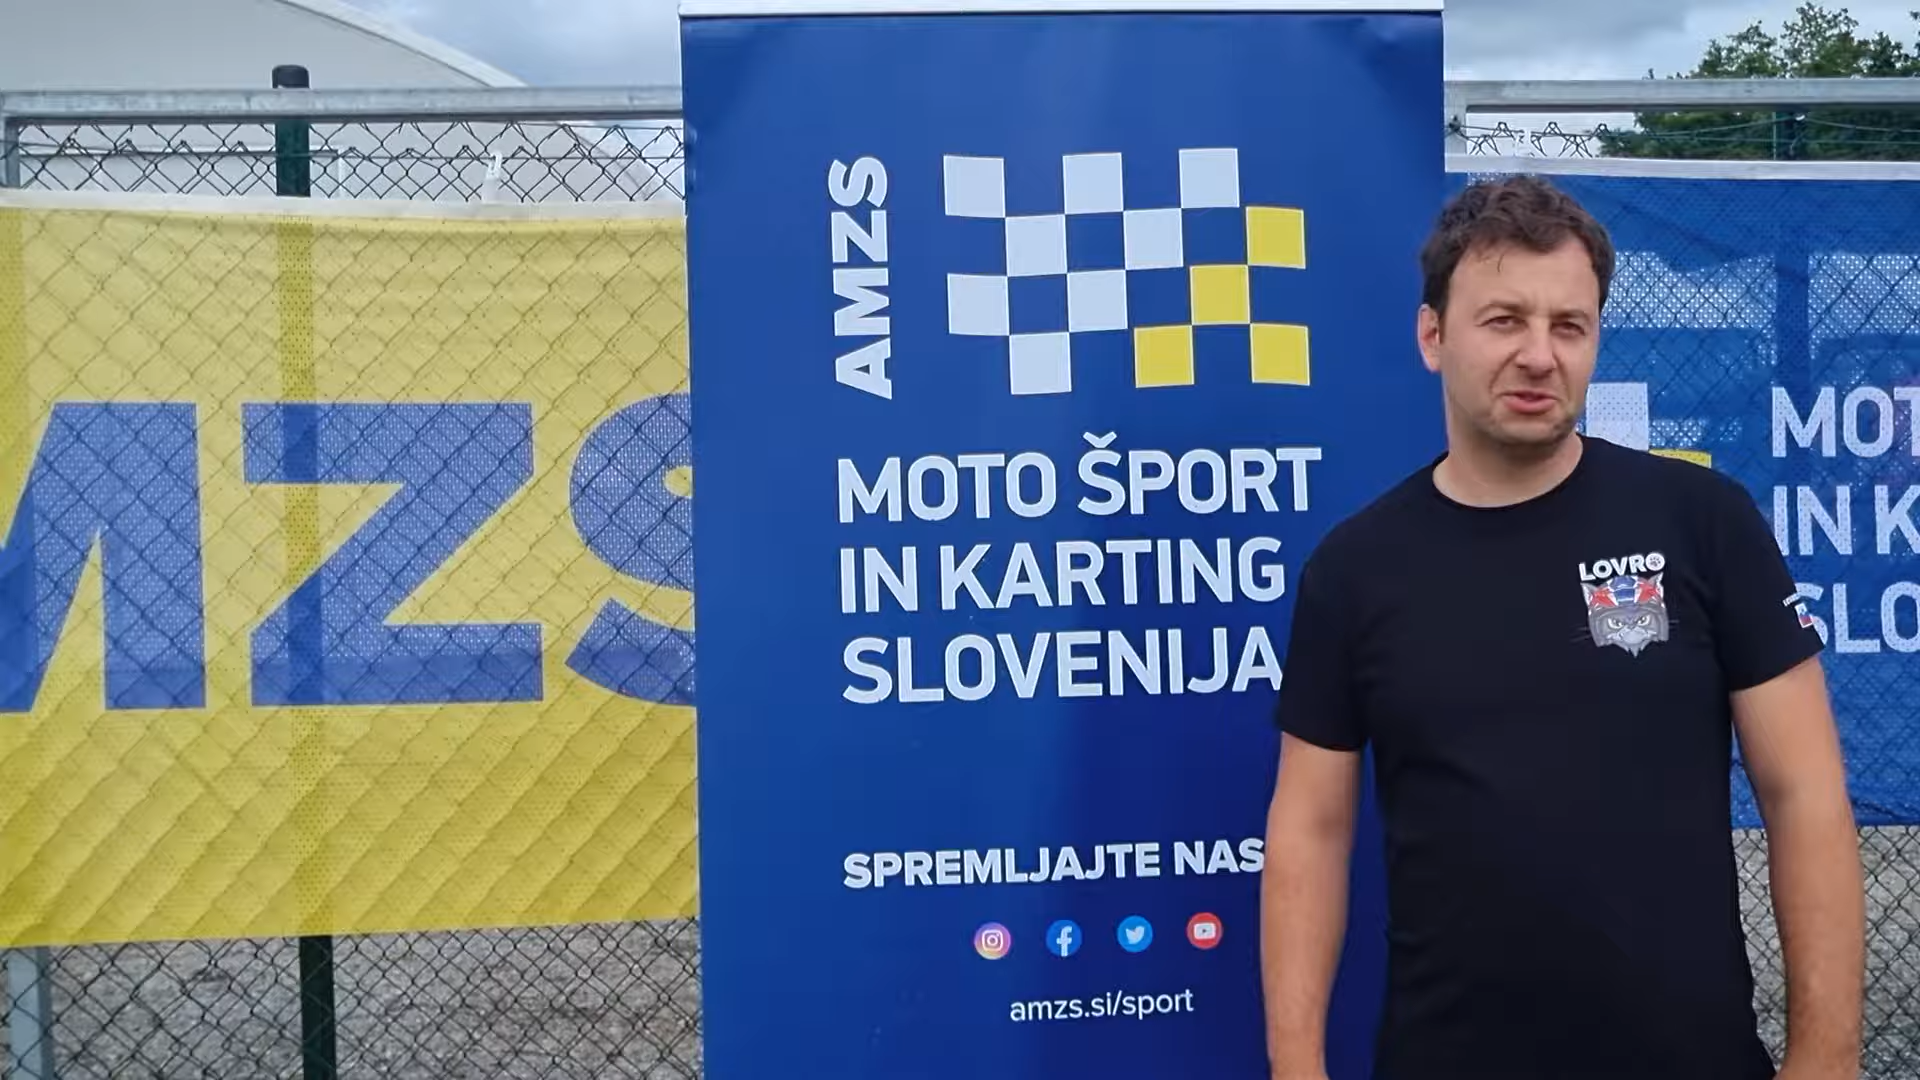 MZS
AMZS
MOTO ŠPORT
IN KARTING
SLOVENIJA
SPREMLJAJTE NAS
amzs.si/sport
LOVRO
MOT
IN K
SLO